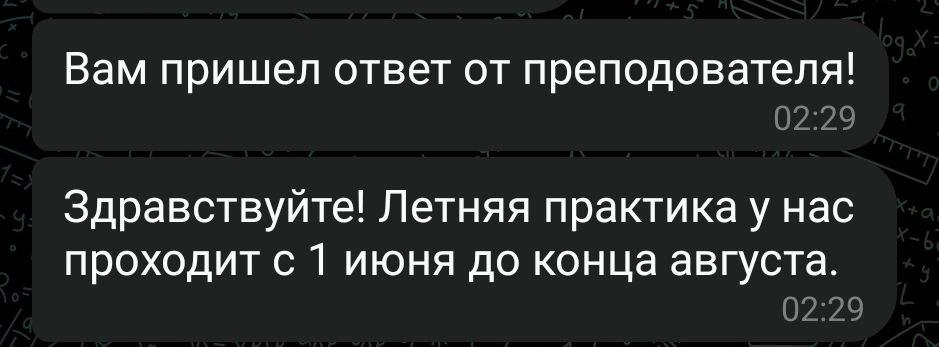 Вам пришел ответ от преподователя!
02:29
Здравствуйте! Летняя практика у нас
проходит с 1 июня до конца августа.
02:29